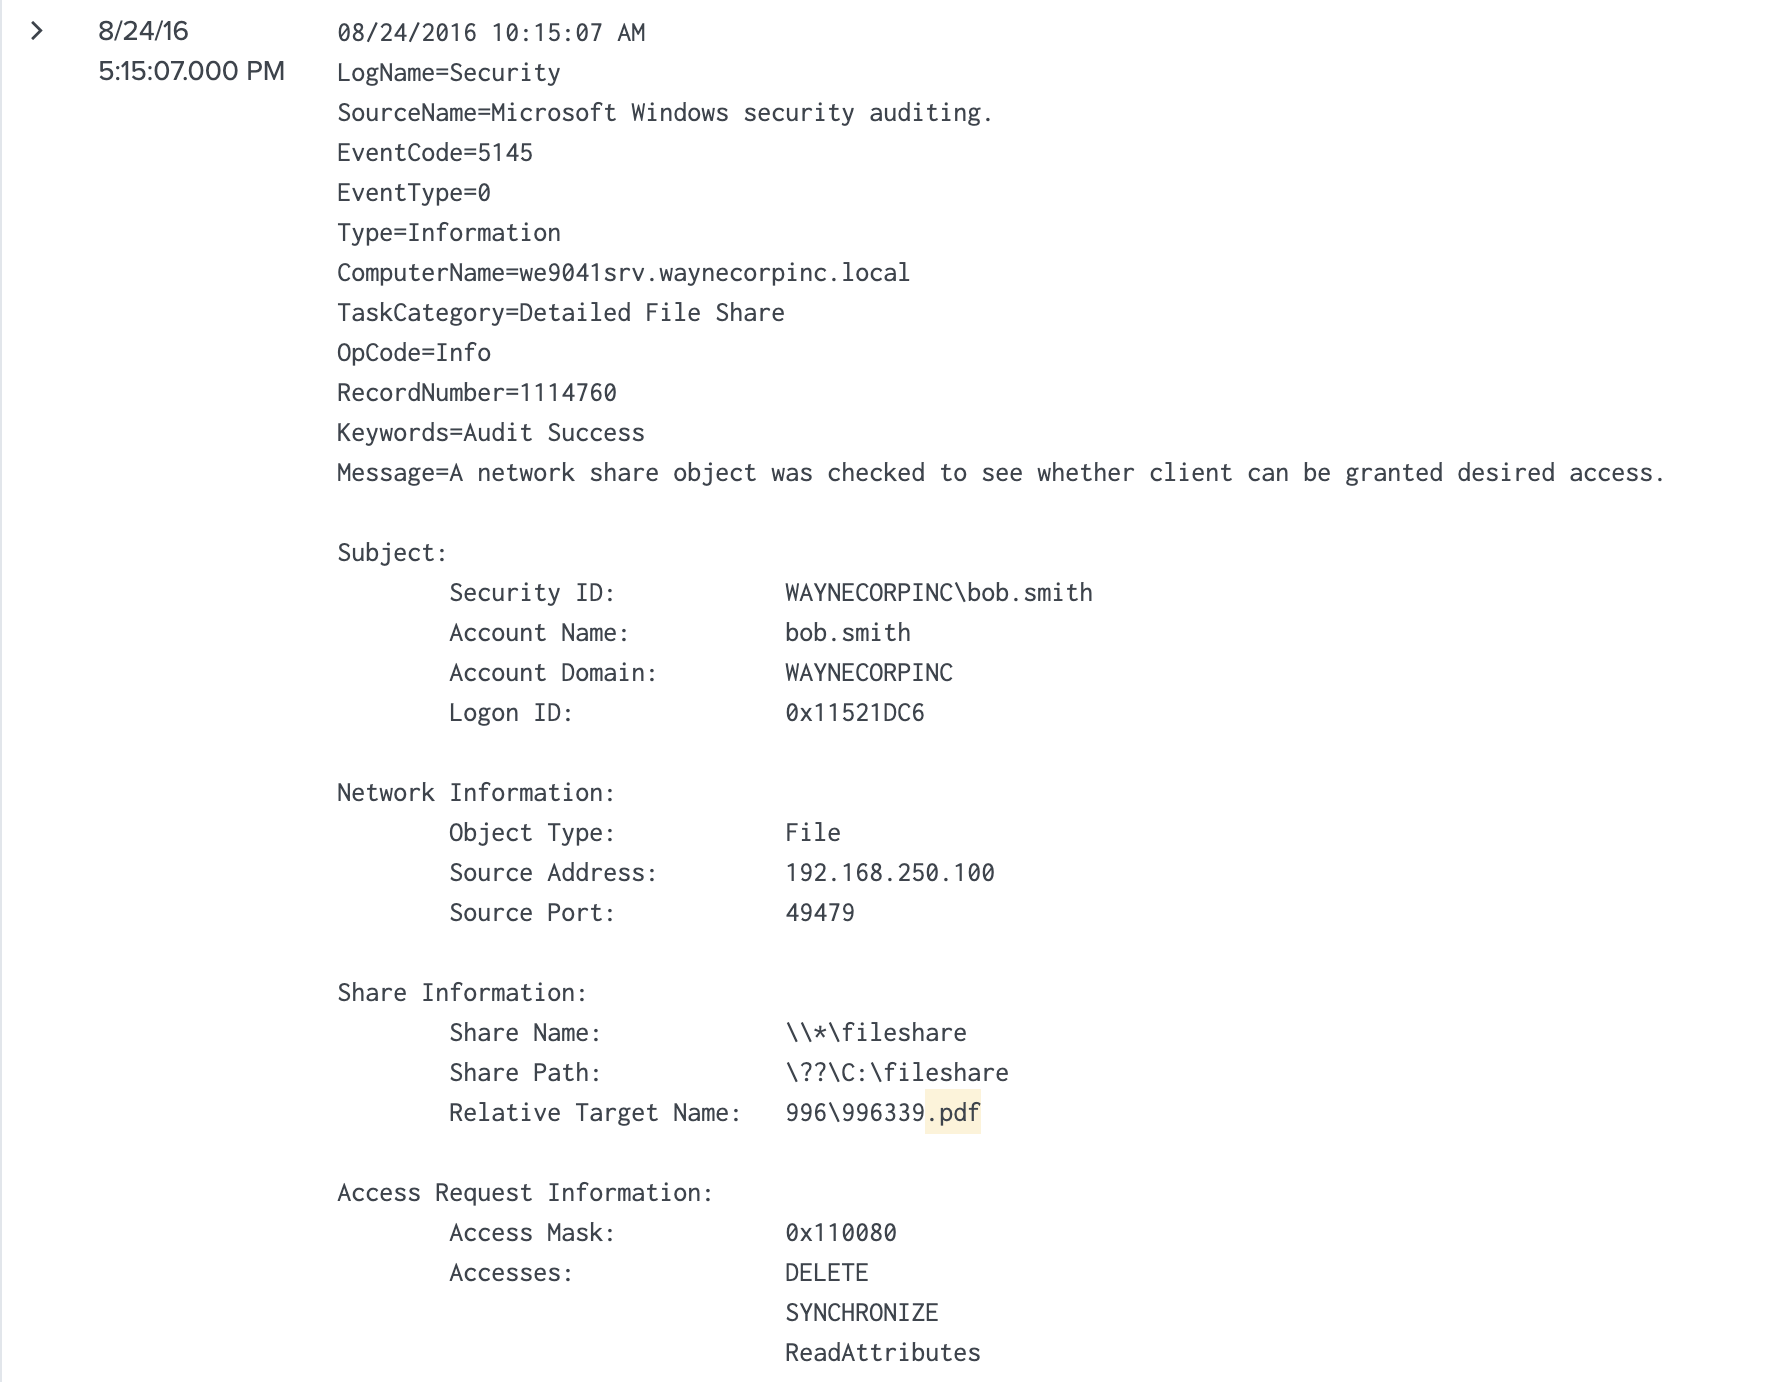 8/24/16
5:15:07.000 PM
08/24/2016 10:15:07 AM
LogName=Security
SourceName=Microsoft Windows security auditing.
EventCode=5145
EventType=0
Type=Information
ComputerName=we9041srv.waynecorpinc.local
TaskCategory=Detailed File Share
OpCode=Info
RecordNumber=1114760
Keywords=Audit Success
Message=A network share object was checked to see whether client can be granted desired access.
Subject:
Security ID: WAYNECORPINC\bob.smith
Account Name: bob.smith
Account Domain: WAYNECORPINC
Logon ID: 0x11521DC6
Network Information:
Object Type: File
Source Address: 192.168.250.100
Source Port: 49479
Share Information:
Share Name: \\*\fileshare
Share Path: \??\C:\fileshare
Relative Target Name: 996\996339.pdf
Access Request Information:
Access Mask: 0x110080
Accesses: DELETE
SYNCHRONIZE
ReadAttributes